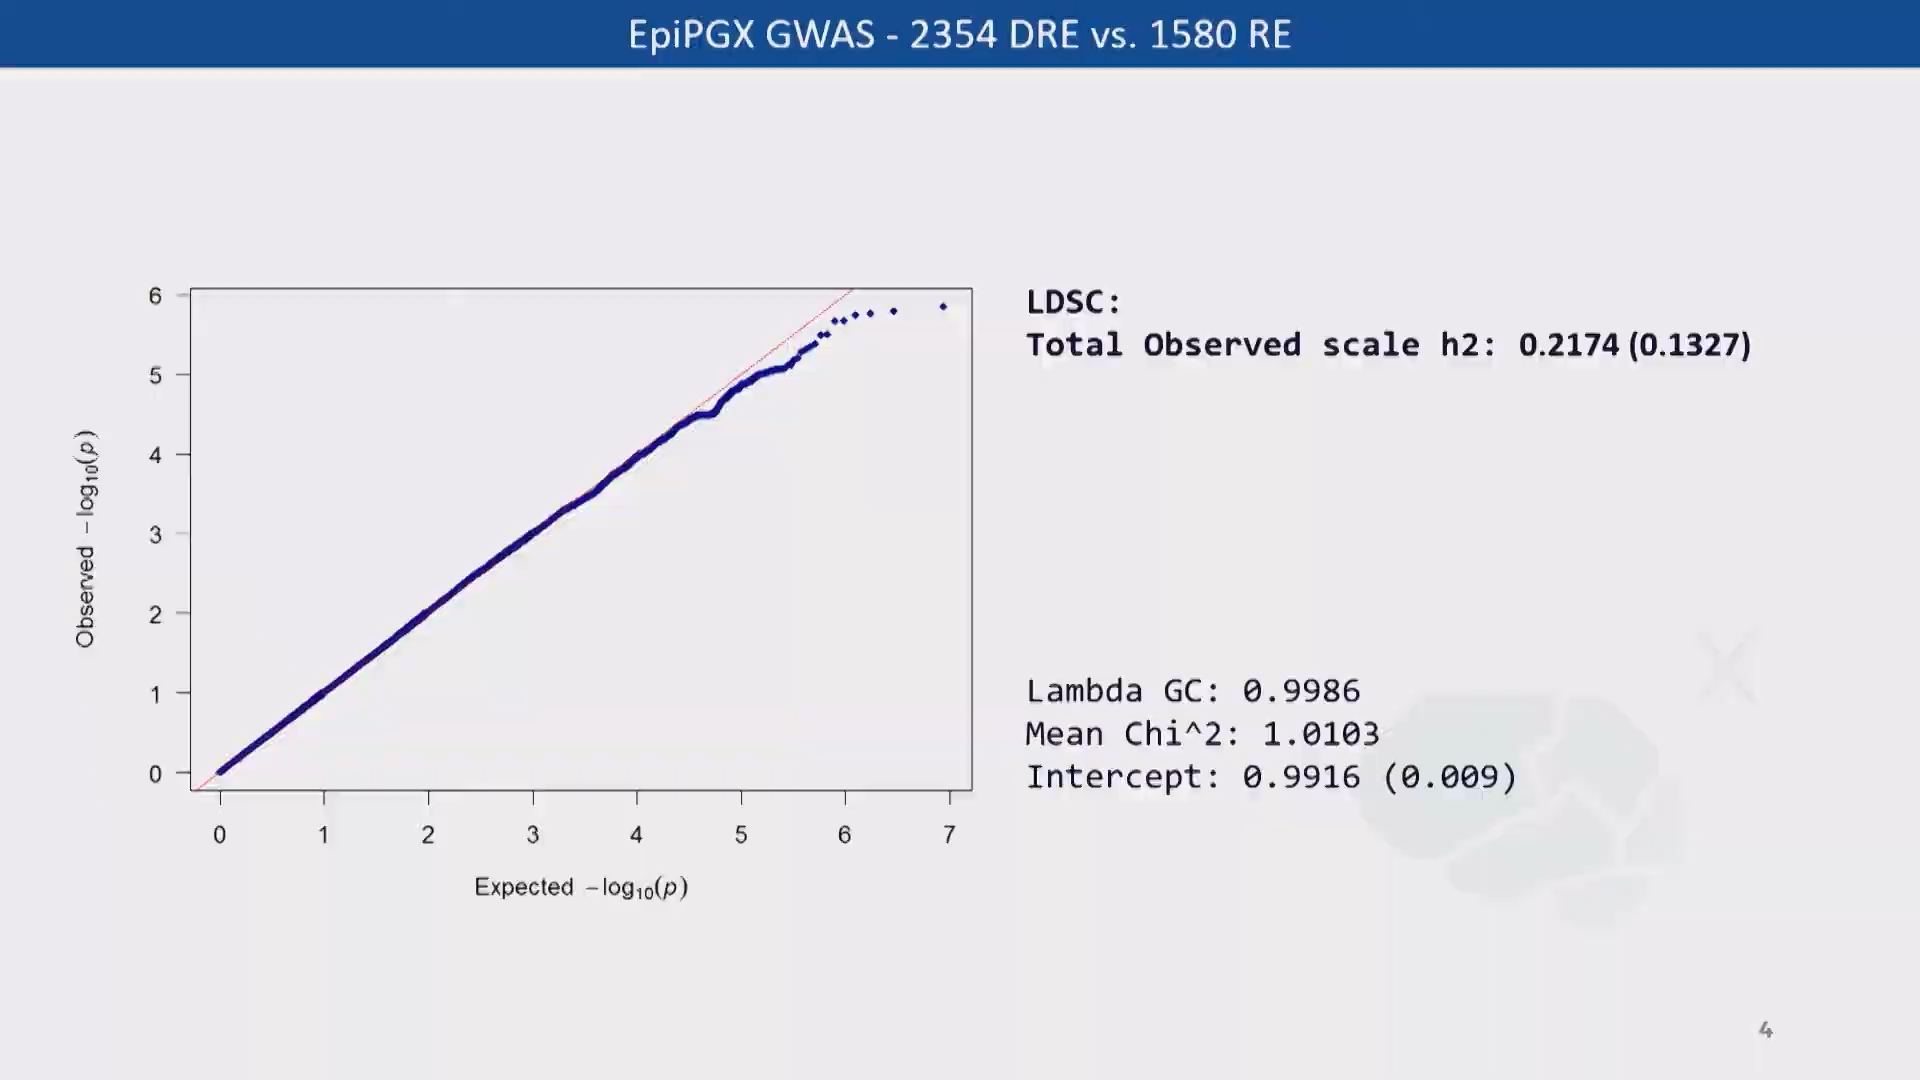 EpiPGX GWAS - 2354 DRE vs. 1580 RE
6
5
4
3
2
1
0
Observed −log10(p)
0 1 2 3 4 5 6 7
Expected −log10(p)
LDSC:
Total Observed scale h2: 0.2174 (0.1327)
Lambda GC: 0.9986
Mean Chi^2: 1.0103
Intercept: 0.9916 (0.009)
4